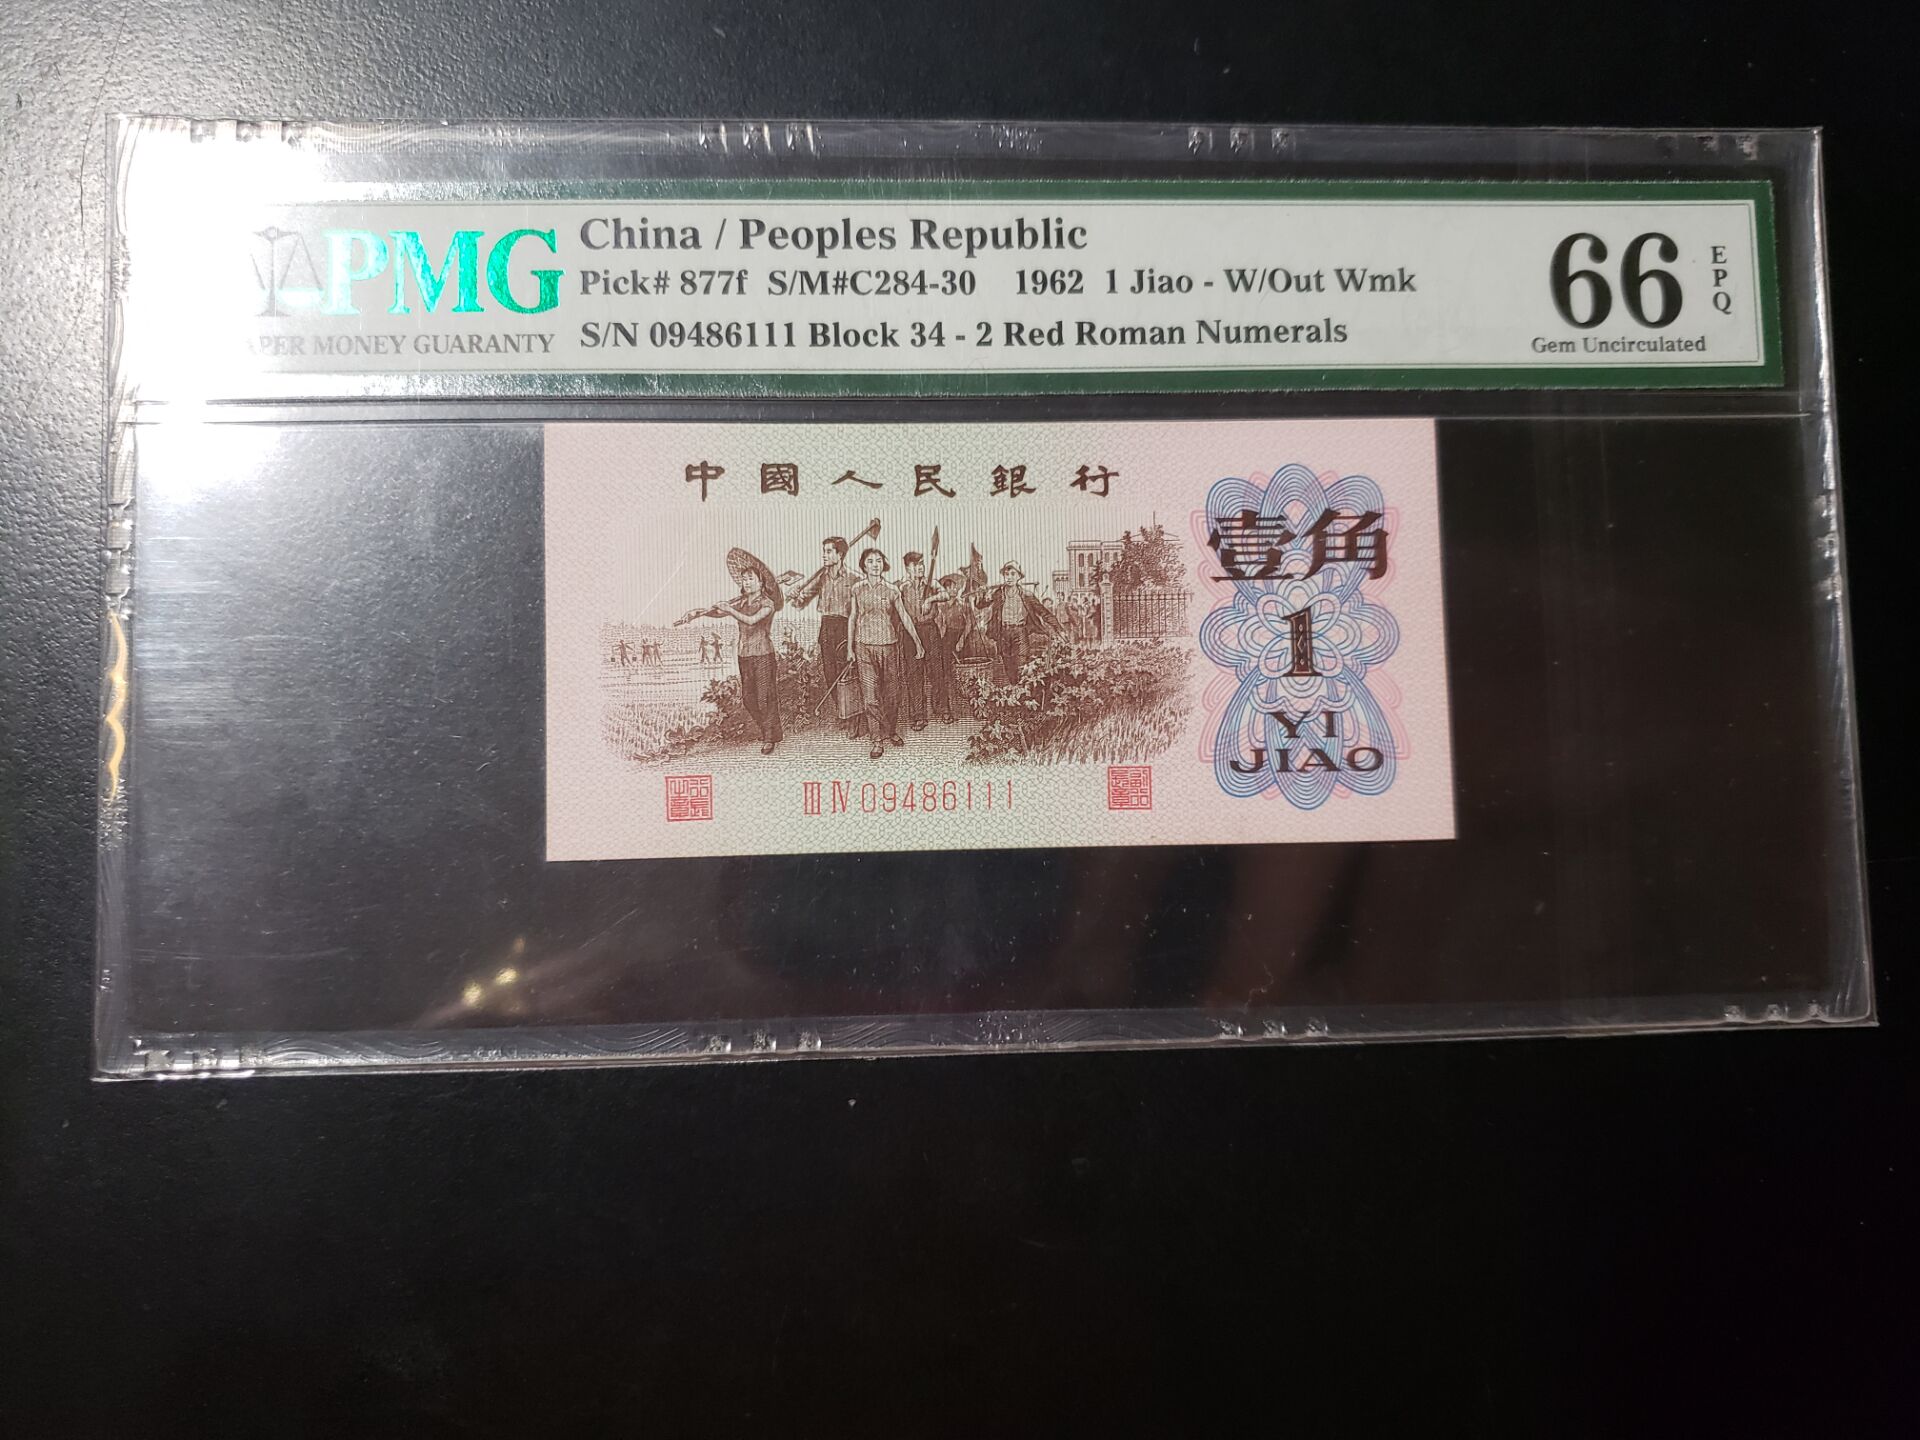 PMG
PAPER MONEY GUARANTY
China / Peoples Republic
Pick# 877f S/M#C284-30 1962 1 Jiao - W/Out Wmk
S/N 09486111 Block 34 - 2 Red Roman Numerals
66 EPQ
Gem Uncirculated
中國人民銀行
壹角
1
YI
JIAO
III IV 09486111